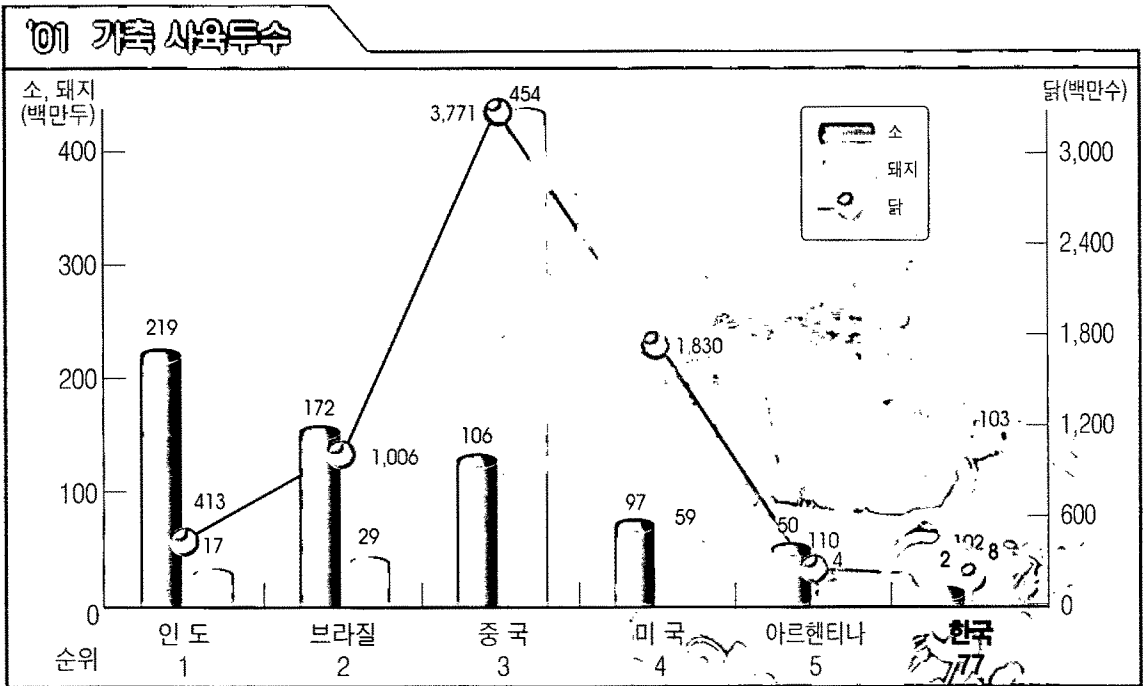 '01 가축 사육두수
소, 돼지
(백만두)
닭(백만수)
400
300
200
100
0
3,000
2,400
1,800
1,200
600
0
소
돼지
닭
219
413
17
172
1,006
29
3,771
454
106
1,830
97
59
50
110
4
103
102
2
8
인 도
브라질
중 국
미 국
아르헨티나
한국
순위
1
2
3
4
5
77